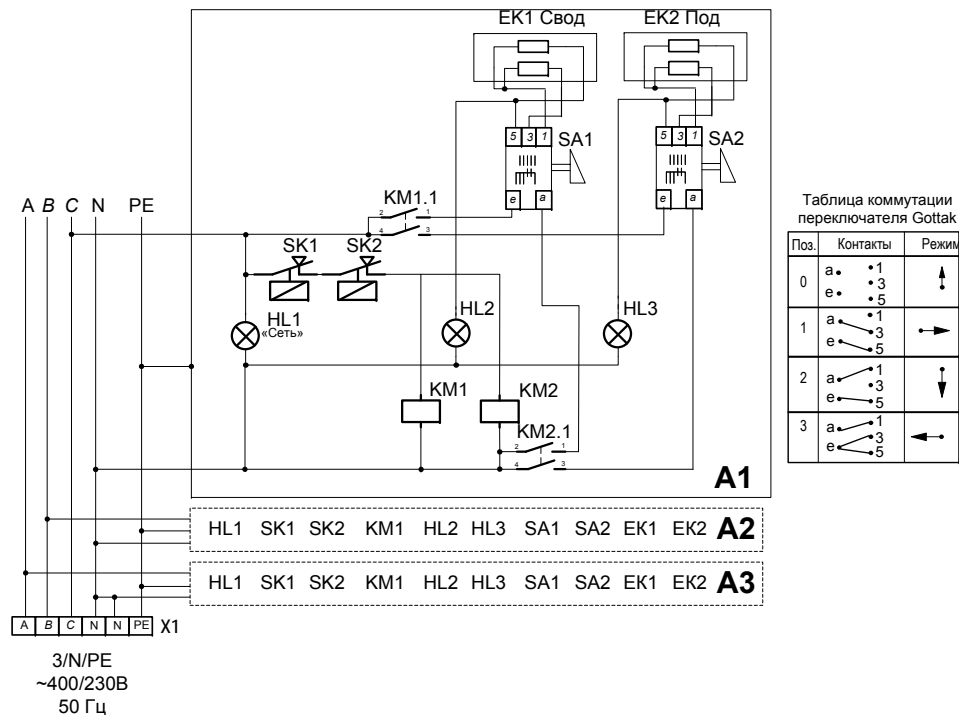 EK1 Свод
EK2 Под
5 3 1
SA1
e a
5 3 1
SA2
e a
A B C N PE
KM1.1
2 1
4 3
SK1
SK2
HL1
«Сеть»
HL2
HL3
KM1
KM2
KM2.1
2 1
4 3
A1
Таблица коммутации
переключателя Gottak
Поз. Контакты Режим
0 a 1
3
e 5
1 a 1
3
e 5
2 a 1
3
e 5
3 a 1
e 3
5
HL1 SK1 SK2 KM1 HL2 HL3 SA1 SA2 EK1 EK2 A2
HL1 SK1 SK2 KM1 HL2 HL3 SA1 SA2 EK1 EK2 A3
A B C N N PE X1
3/N/PE
~400/230В
50 Гц